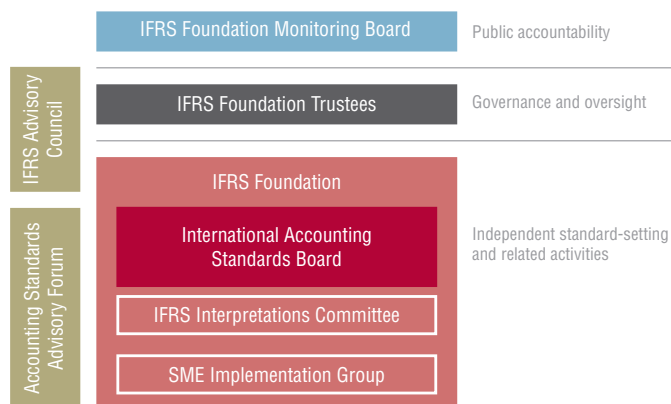 IFRS Foundation Monitoring Board
Public accountability
IFRS Advisory
Council
IFRS Foundation Trustees
Governance and oversight
IFRS Foundation
International Accounting
Standards Board
Independent standard-setting
and related activities
Accounting Standards
Advisory Forum
IFRS Interpretations Committee
SME Implementation Group